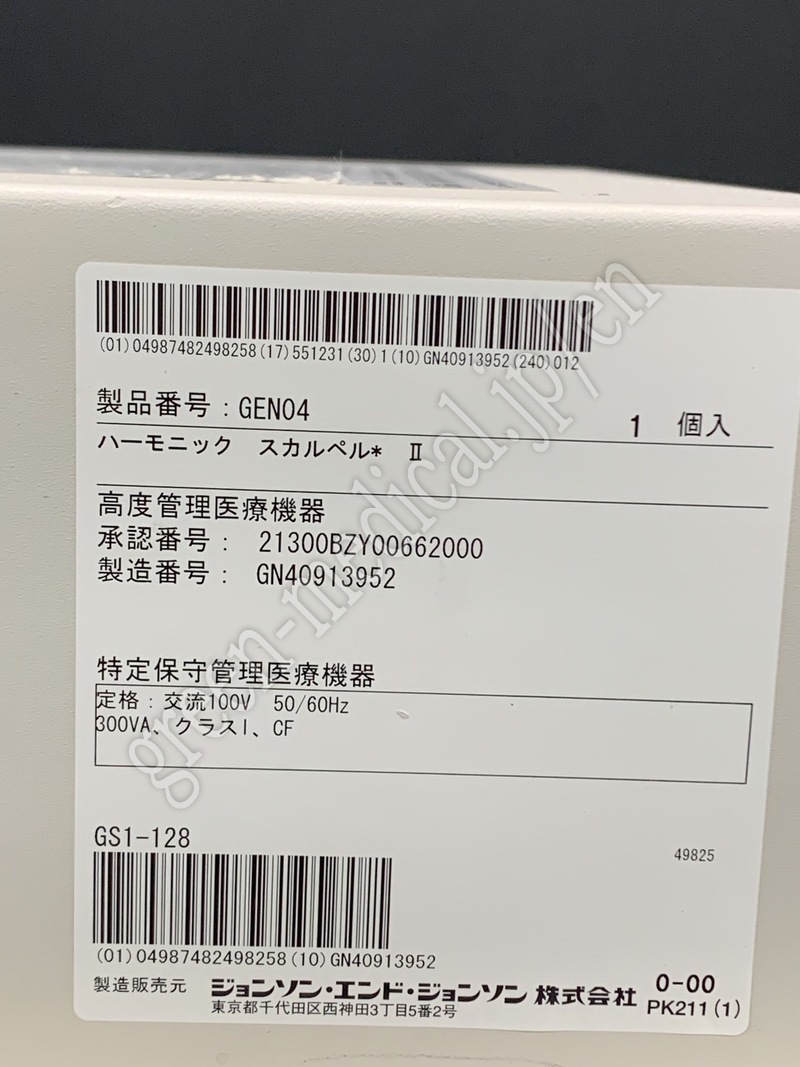 (01)04987482498258(17)551231(30)1(10)GN40913952(240)012
製品番号：GEN04
1 個入
ハーモニック スカルペル* Ⅱ
高度管理医療機器
承認番号： 21300BZY00662000
製造番号： GN40913952
特定保守管理医療機器
定格：交流100V 50/60Hz
300VA、クラスⅠ、CF
GS1-128
49825
(01)04987482498258(10)GN40913952
製造販売元 ジョンソン・エンド・ジョンソン 株式会社
東京都千代田区西神田3丁目5番2号
0-00
PK211(1)
green-medical.jp/en